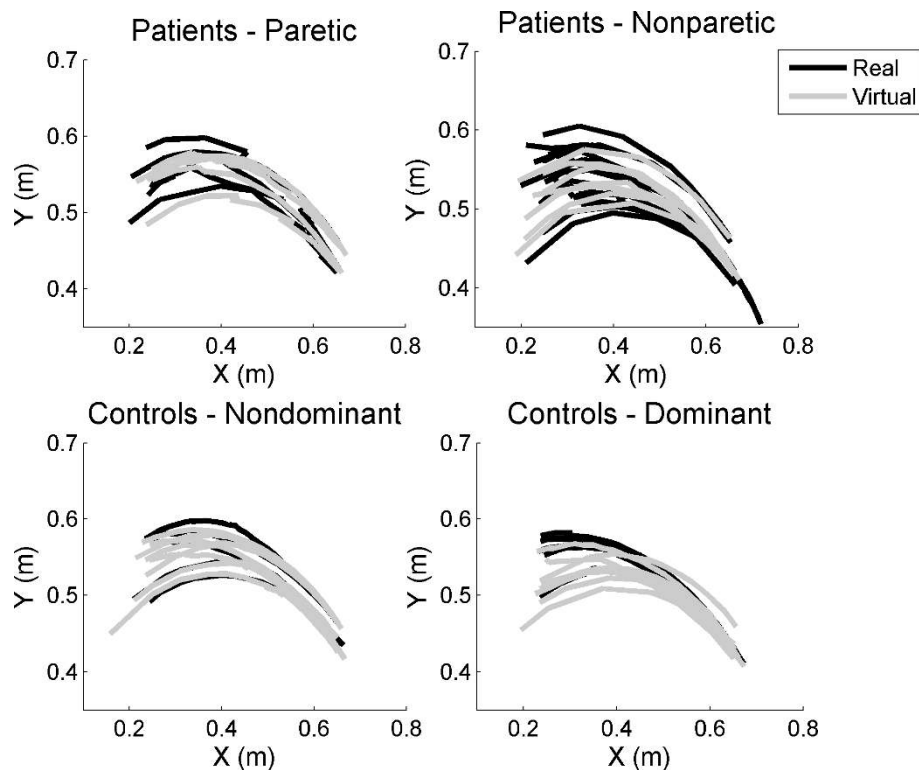 Patients - Paretic
Patients - Nonparetic
Real
Virtual
0.7
0.6
0.5
0.4
Y (m)
0.2 0.4 0.6 0.8
X (m)
0.7
0.6
0.5
0.4
Y (m)
0.2 0.4 0.6 0.8
X (m)
Controls - Nondominant
Controls - Dominant
0.7
0.6
0.5
0.4
Y (m)
0.2 0.4 0.6 0.8
X (m)
0.7
0.6
0.5
0.4
Y (m)
0.2 0.4 0.6 0.8
X (m)